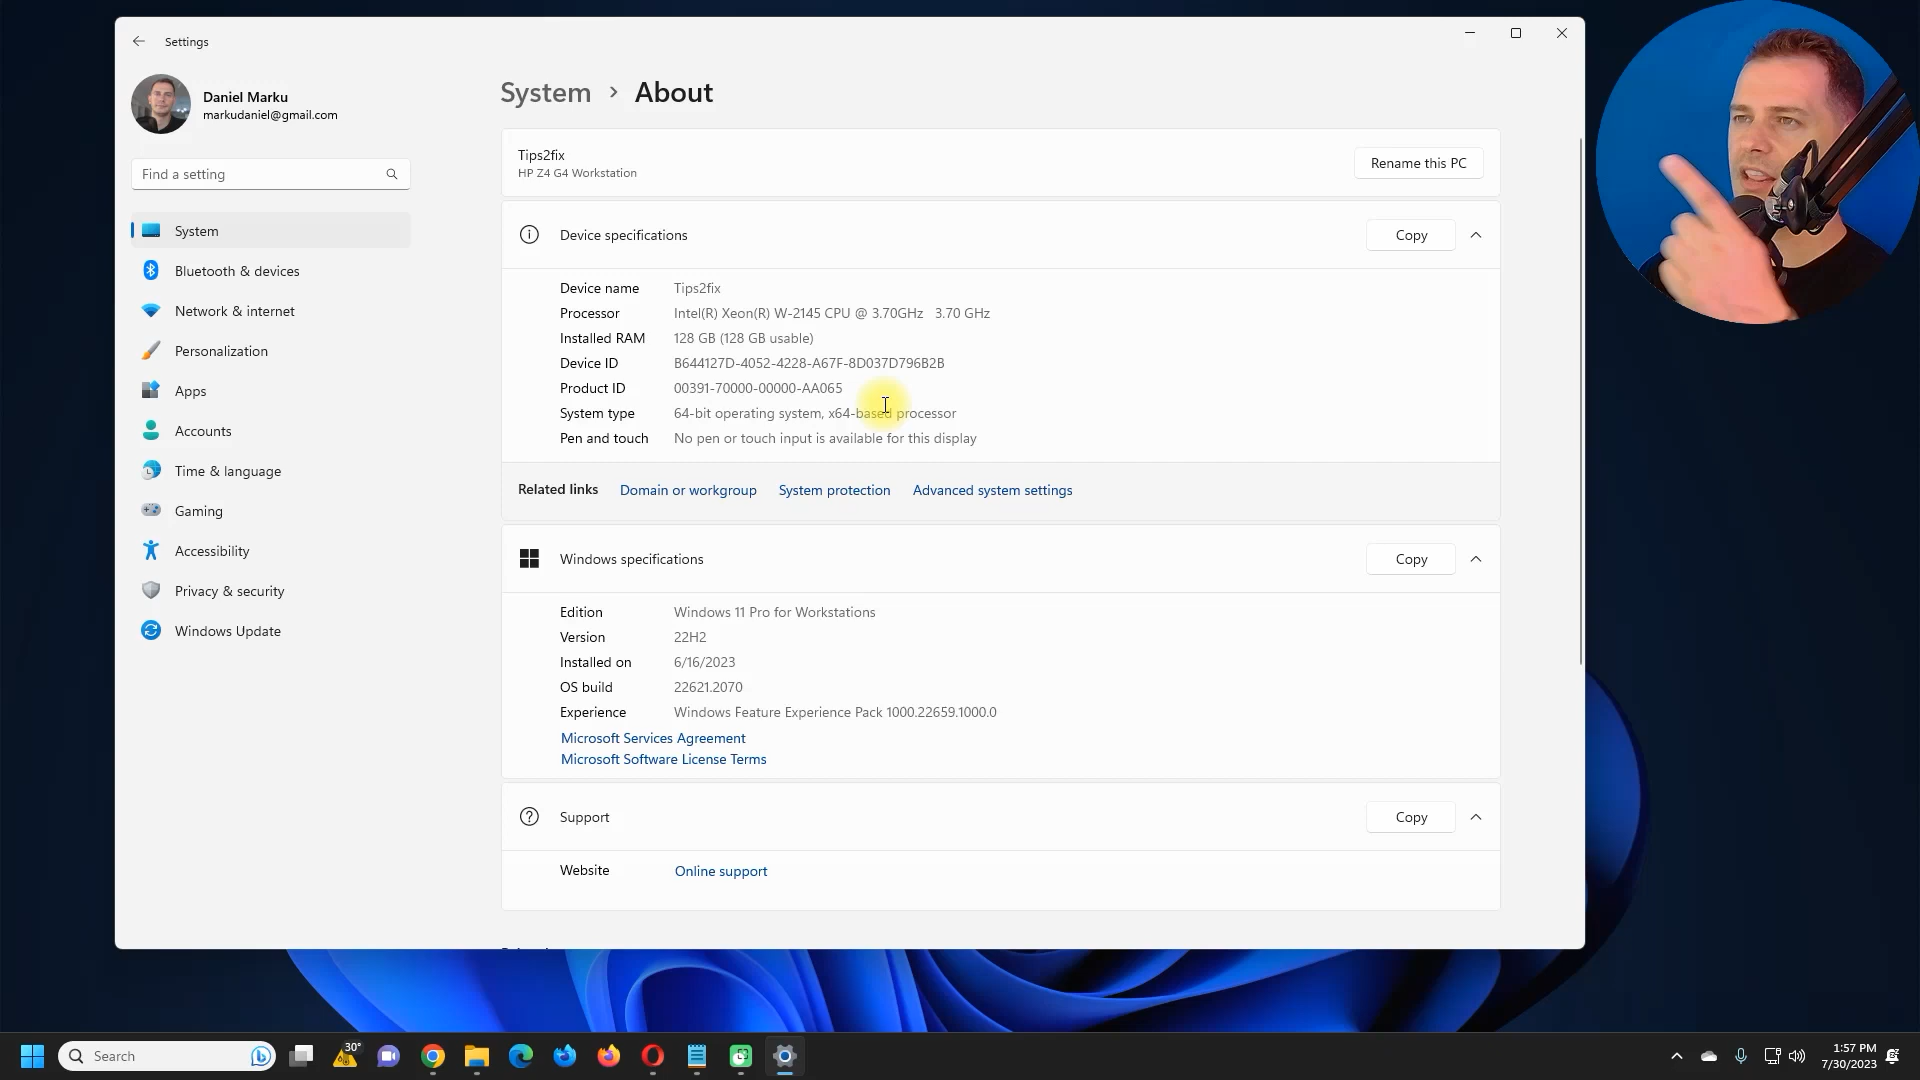 Settings
Daniel Marku
markudaniel@gmail.com
Find a setting
System
Bluetooth & devices
Network & internet
Personalization
Apps
Accounts
Time & language
Gaming
Accessibility
Privacy & security
Windows Update
System > About
Tips2fix
HP Z4 G4 Workstation
Rename this PC
Device specifications
Copy
Device name Tips2fix
Processor Intel(R) Xeon(R) W-2145 CPU @ 3.70GHz 3.70 GHz
Installed RAM 128 GB (128 GB usable)
Device ID B644127D-4052-4228-A67F-8D037D796B2B
Product ID 00391-70000-00000-AA065
System type 64-bit operating system, x64-based processor
Pen and touch No pen or touch input is available for this display
Related links Domain or workgroup System protection Advanced system settings
Windows specifications
Copy
Edition Windows 11 Pro for Workstations
Version 22H2
Installed on 6/16/2023
OS build 22621.2070
Experience Windows Feature Experience Pack 1000.22659.1000.0
Microsoft Services Agreement
Microsoft Software License Terms
Support
Copy
Website Online support
Search
30°
1:57 PM
7/30/2023